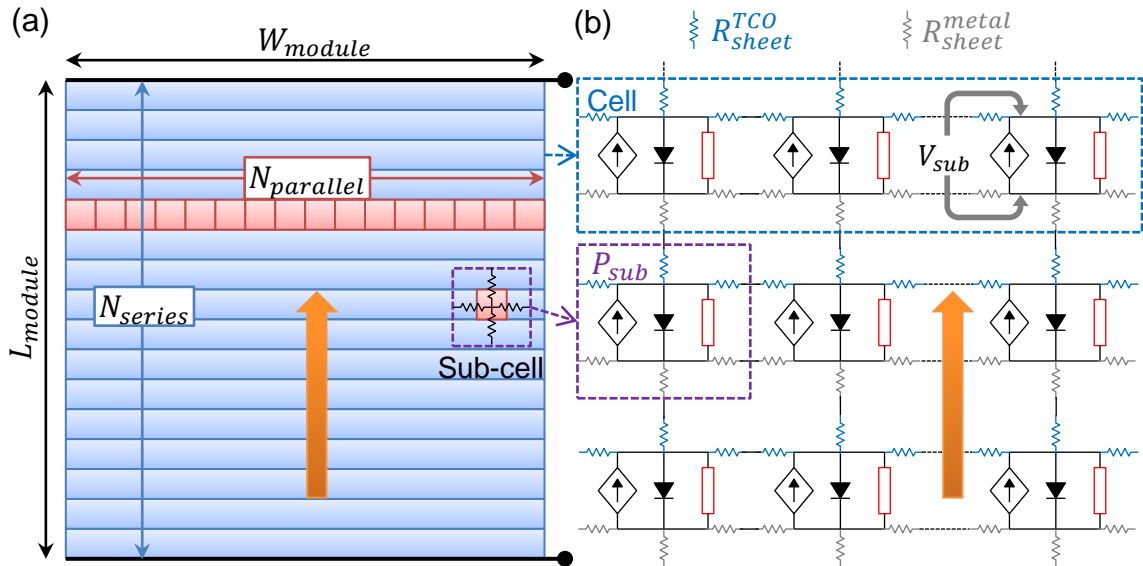 (a)
W_module
L_module
N_series
N_parallel
Sub-cell
(b)
R_sheet^TCO
R_sheet^metal
Cell
V_sub
P_sub